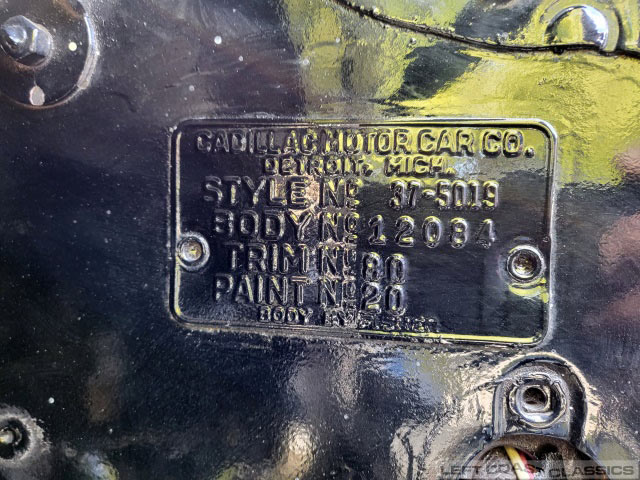 CADILLAC MOTOR CAR CO.
DETROIT, MICH.
STYLE Nº 37-5019
BODY Nº 12084
TRIM Nº 80
PAINT Nº 20
BODY BY FISHER
LEFT COAST CLASSICS